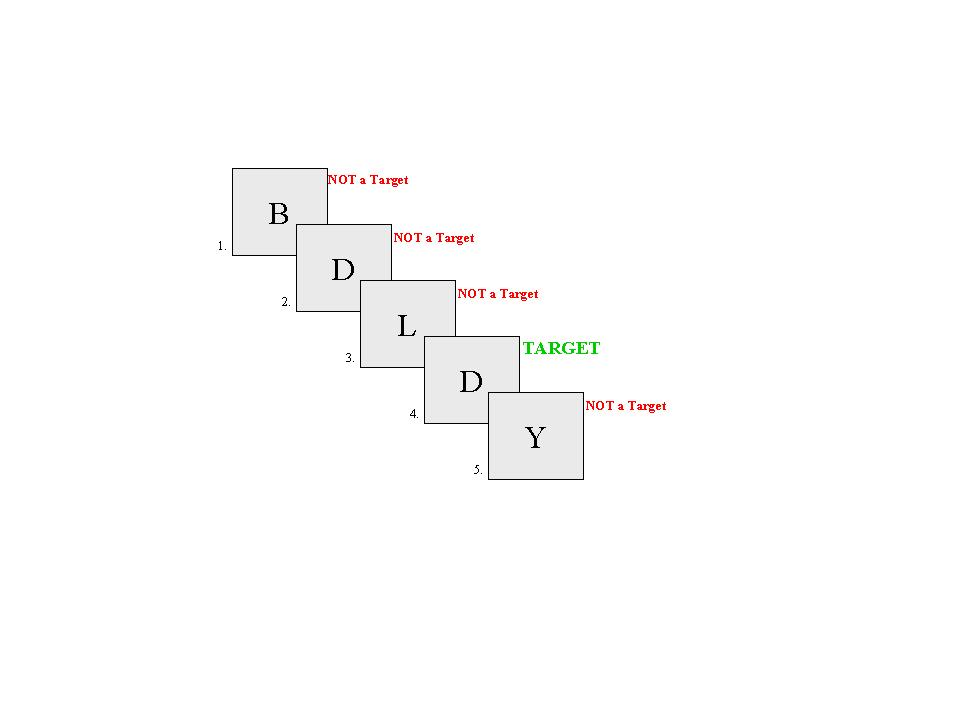 NOT a Target
B
1.
NOT a Target
D
2.
NOT a Target
L
3.
TARGET
D
4.
NOT a Target
Y
5.